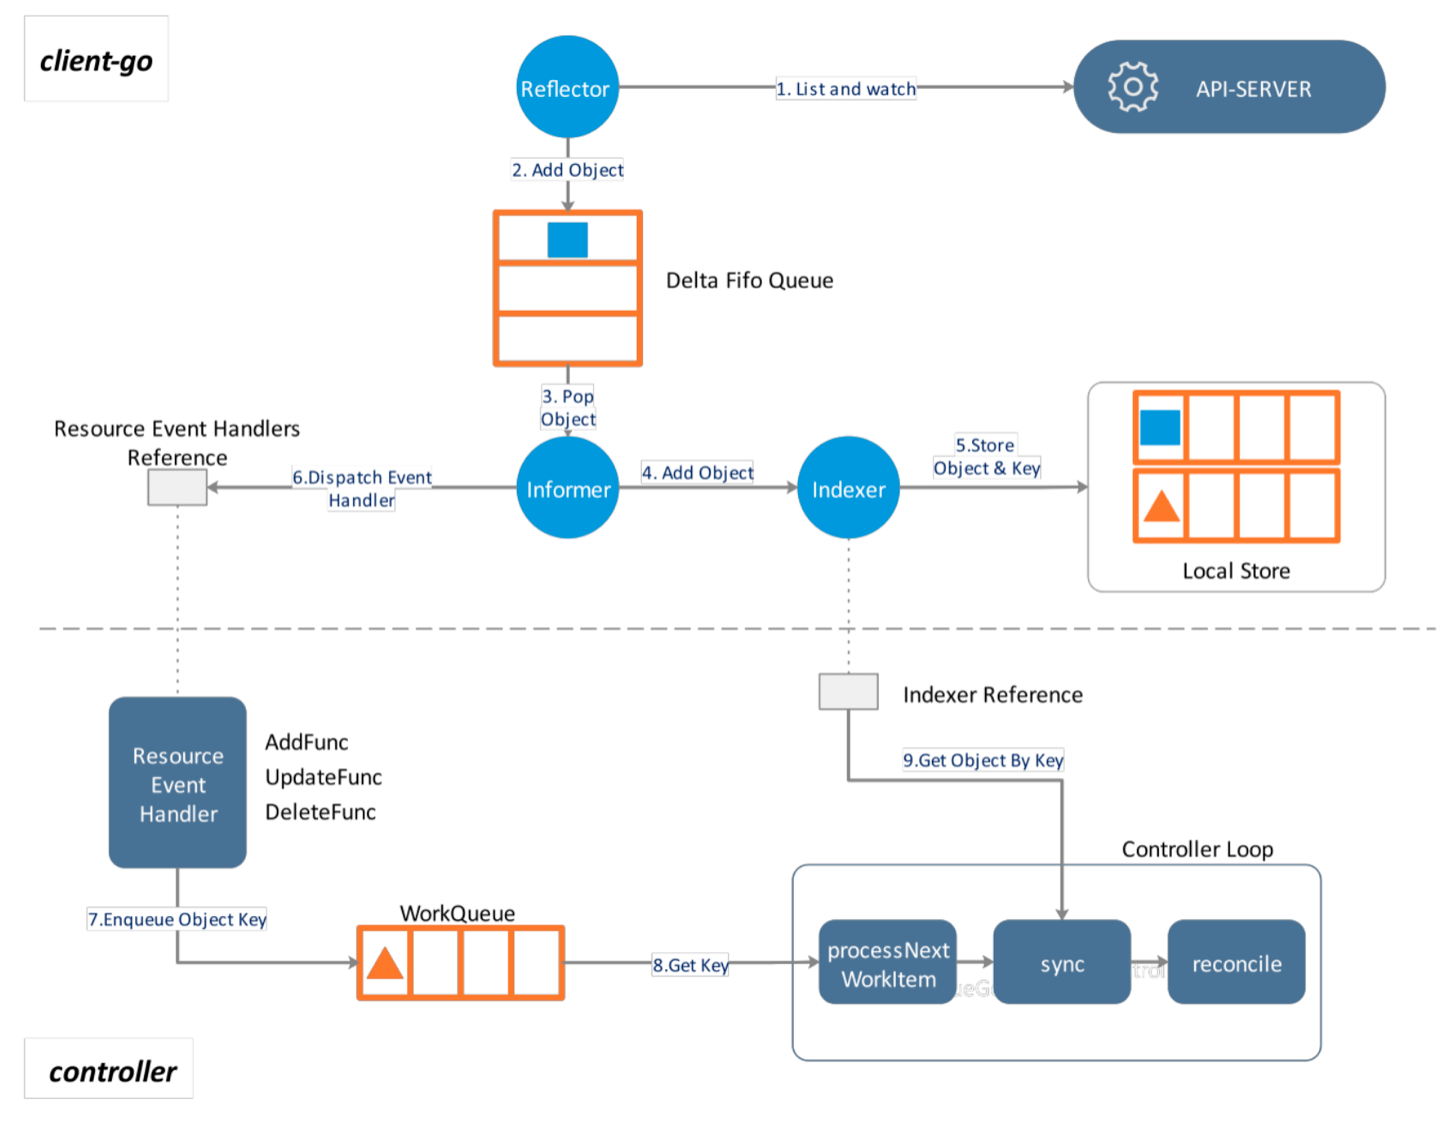 client-go
Reflector
1. List and watch
API-SERVER
2. Add Object
Delta Fifo Queue
3. Pop
Object
Resource Event Handlers
Reference
6.Dispatch Event
Handler
Informer
4. Add Object
Indexer
5.Store
Object & Key
Local Store
Indexer Reference
Resource
Event
Handler
AddFunc
UpdateFunc
DeleteFunc
9.Get Object By Key
Controller Loop
7.Enqueue Object Key
WorkQueue
8.Get Key
processNext
WorkItem
sync
reconcile
controller